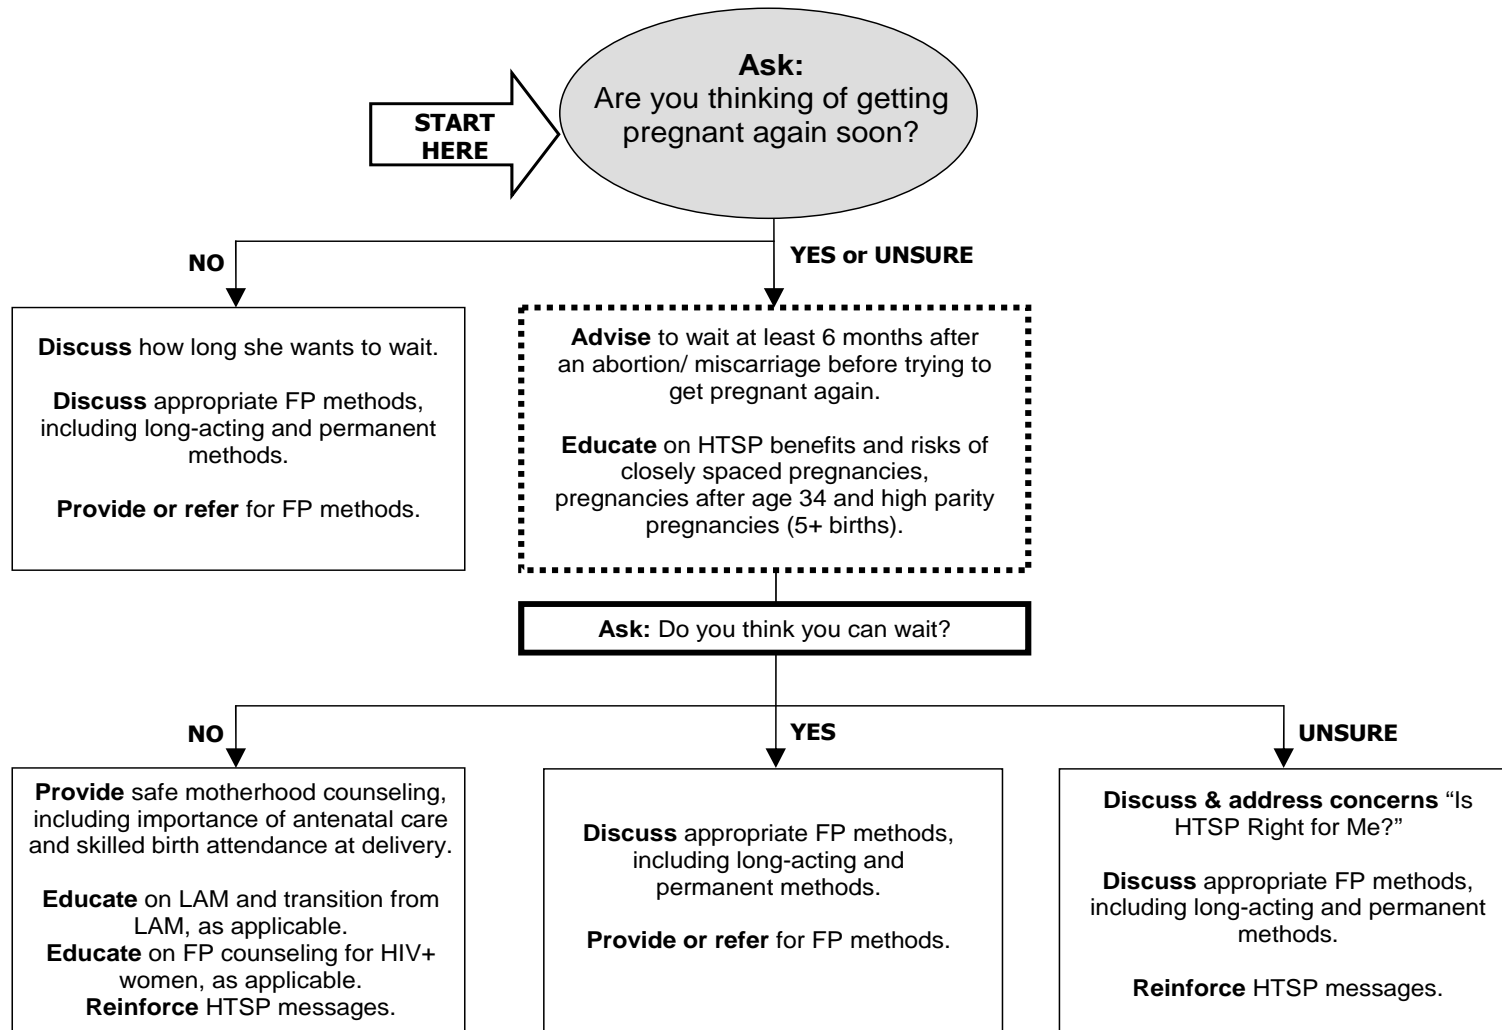 Ask:
Are you thinking of getting
pregnant again soon?
START
HERE
NO
YES or UNSURE
Discuss how long she wants to wait.
Discuss appropriate FP methods,
including long-acting and permanent
methods.
Provide or refer for FP methods.
Advise to wait at least 6 months after
an abortion/ miscarriage before trying to
get pregnant again.
Educate on HTSP benefits and risks of
closely spaced pregnancies,
pregnancies after age 34 and high parity
pregnancies (5+ births).
Ask: Do you think you can wait?
NO
YES
UNSURE
Provide safe motherhood counseling,
including importance of antenatal care
and skilled birth attendance at delivery.
Educate on LAM and transition from
LAM, as applicable.
Educate on FP counseling for HIV+
women, as applicable.
Reinforce HTSP messages.
Discuss appropriate FP methods,
including long-acting and
permanent methods.
Provide or refer for FP methods.
Discuss & address concerns “Is
HTSP Right for Me?”
Discuss appropriate FP methods,
including long-acting and permanent
methods.
Reinforce HTSP messages.